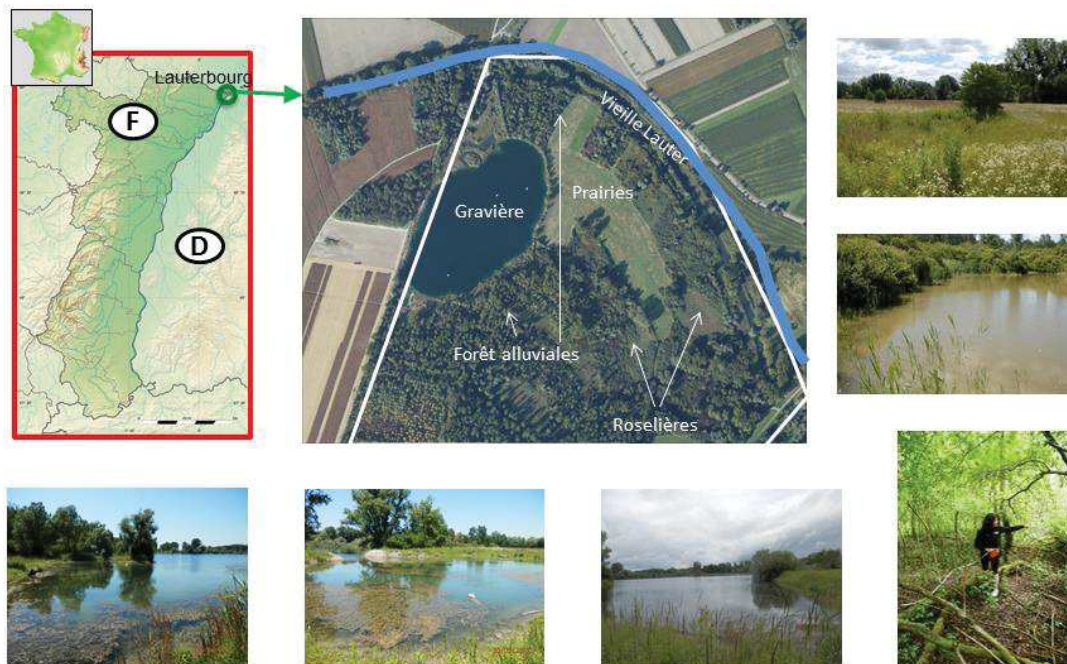 Lauterbourg
F
D
Vieille Lauter
Prairies
Gravière
Forêt alluviales
Roselières